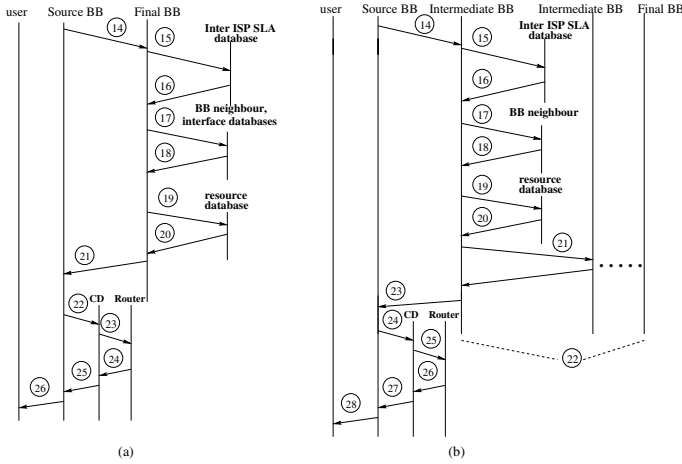 user Source BB Final BB
14
15
Inter ISP SLA
database
16
BB neighbour,
interface databases
17
18
resource
database
19
20
21
22
CD
Router
23
24
25
26
(a)
user Source BB Intermediate BB Intermediate BB Final BB
14
15
Inter ISP SLA
database
16
BB neighbour
17
18
resource
database
19
20
21
23
CD
Router
24
25
22
26
27
28
(b)